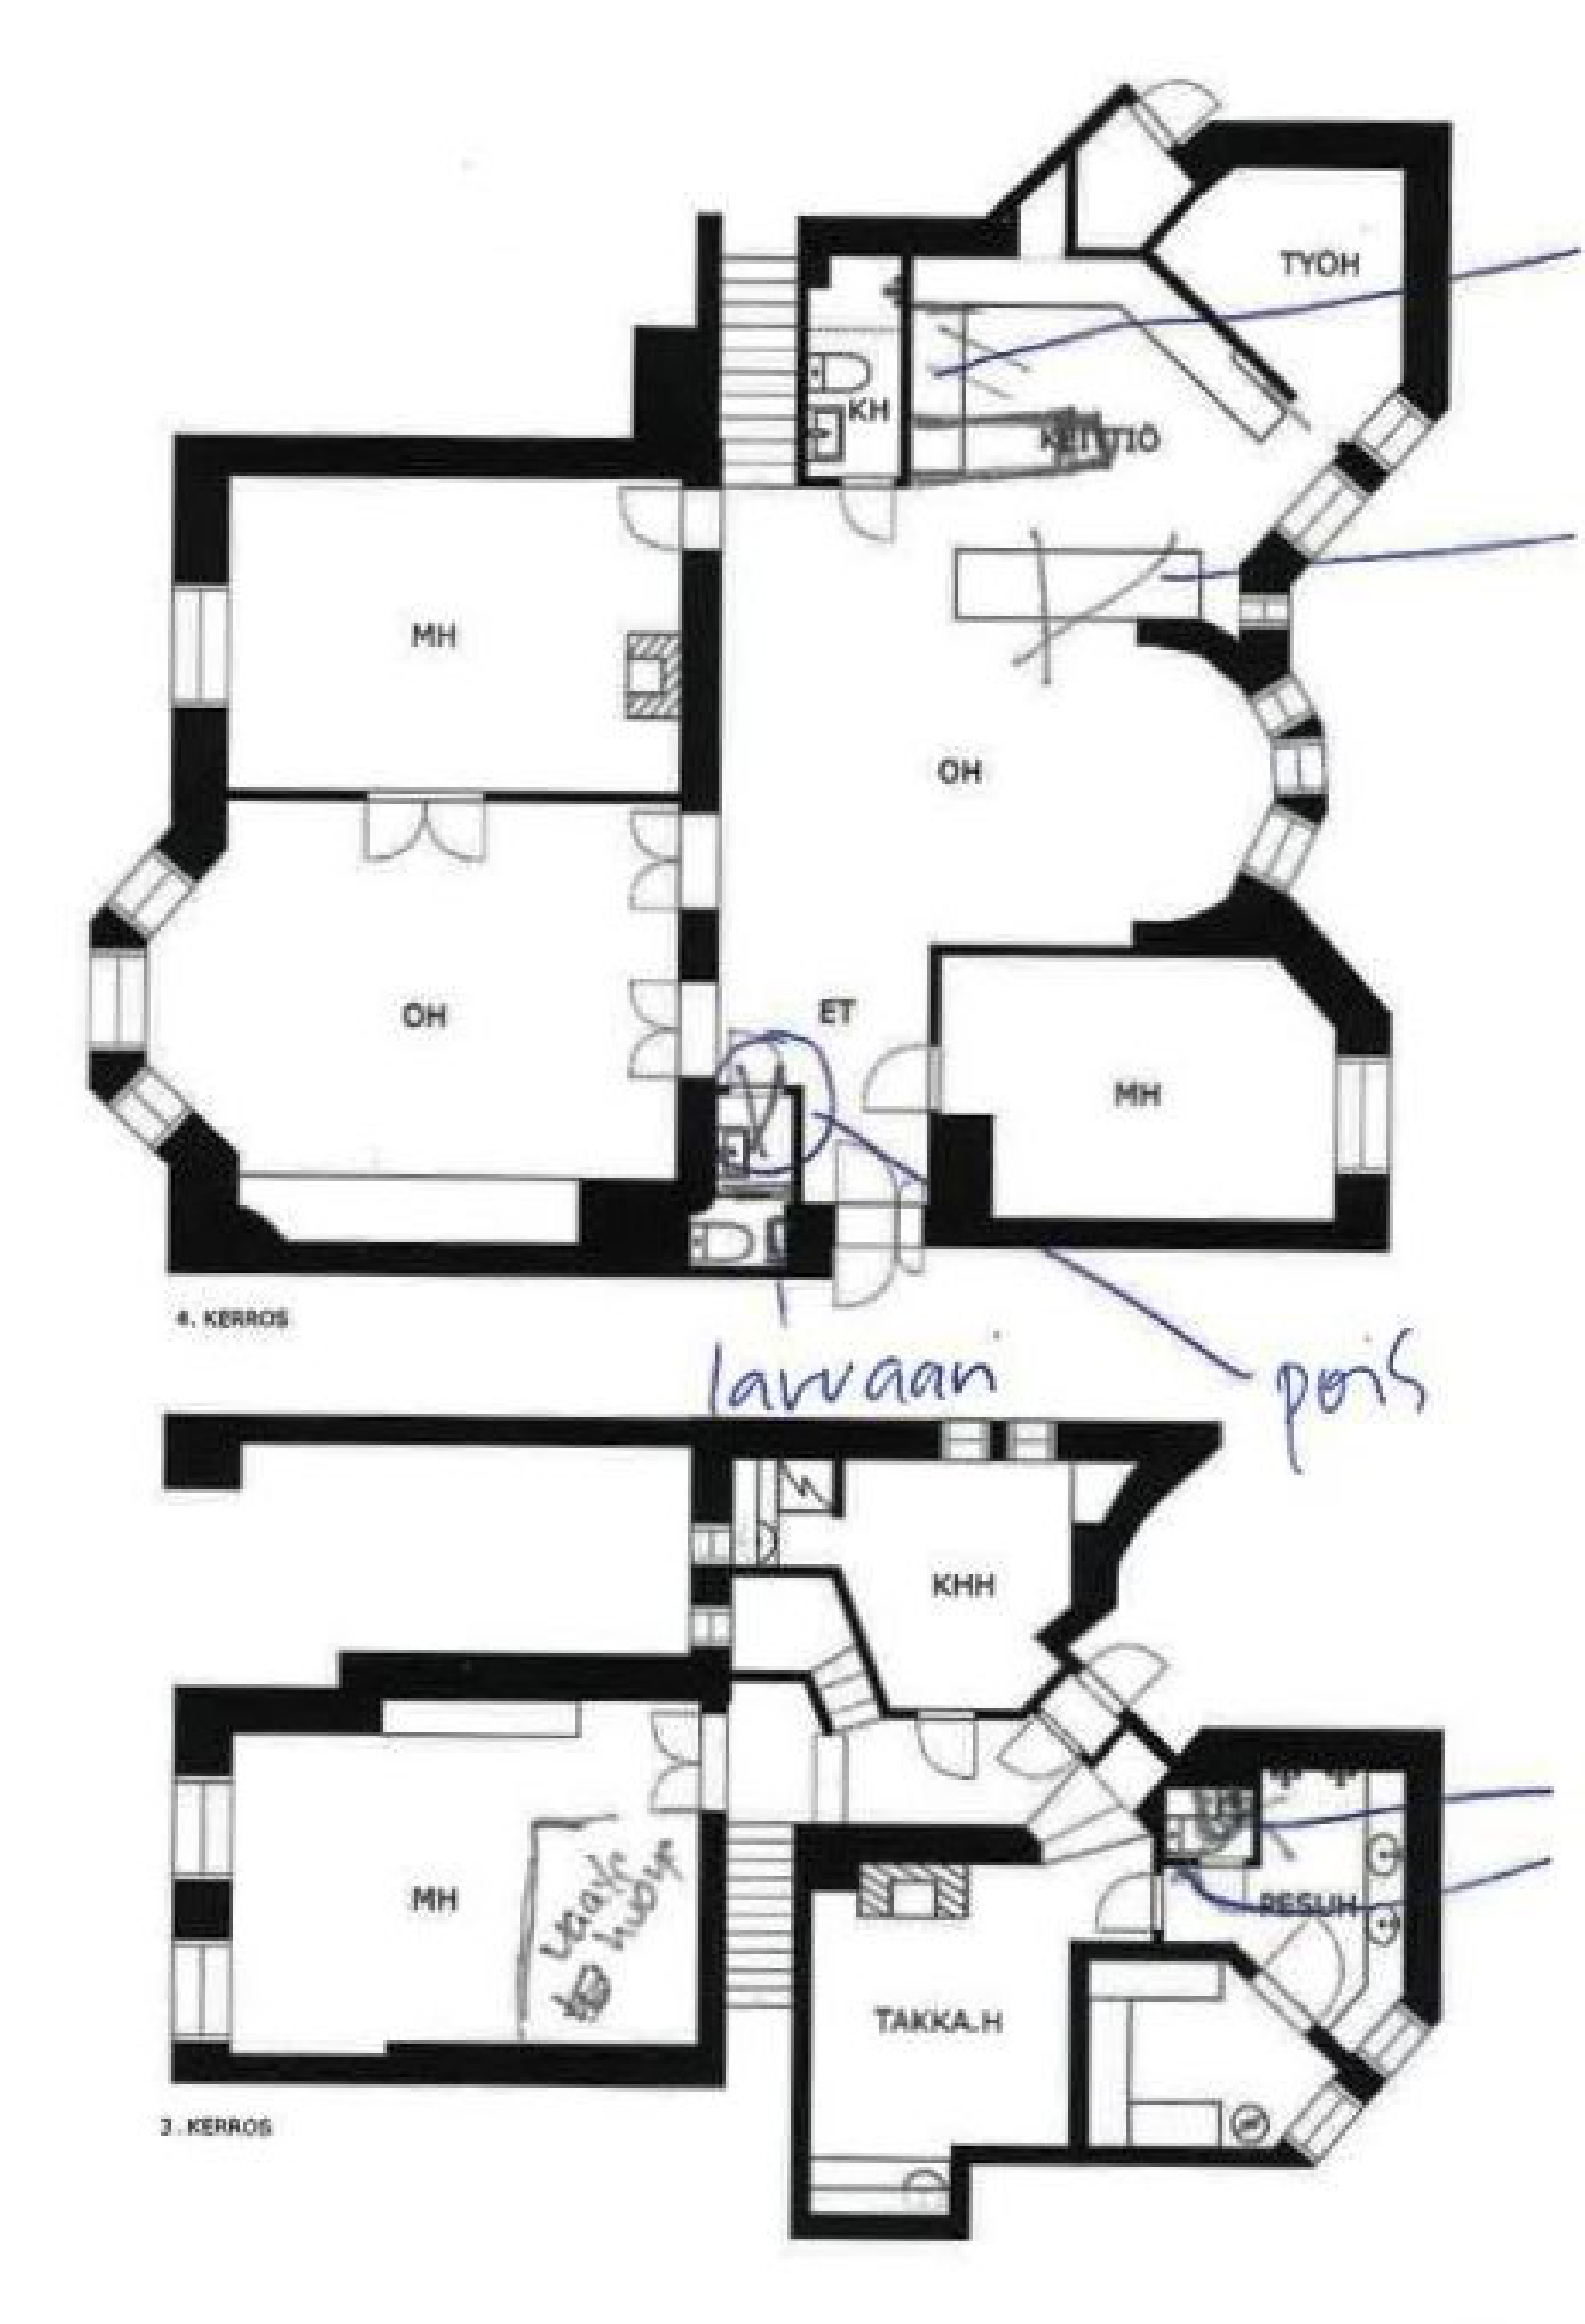 TYÖH
KH
KEITTIÖ
MH
OH
OH
ET
MH
4. KERROS
lavuaari
pois
KHH
MH
vaate
huone
PESUH
TAKKA.H
3. KERROS